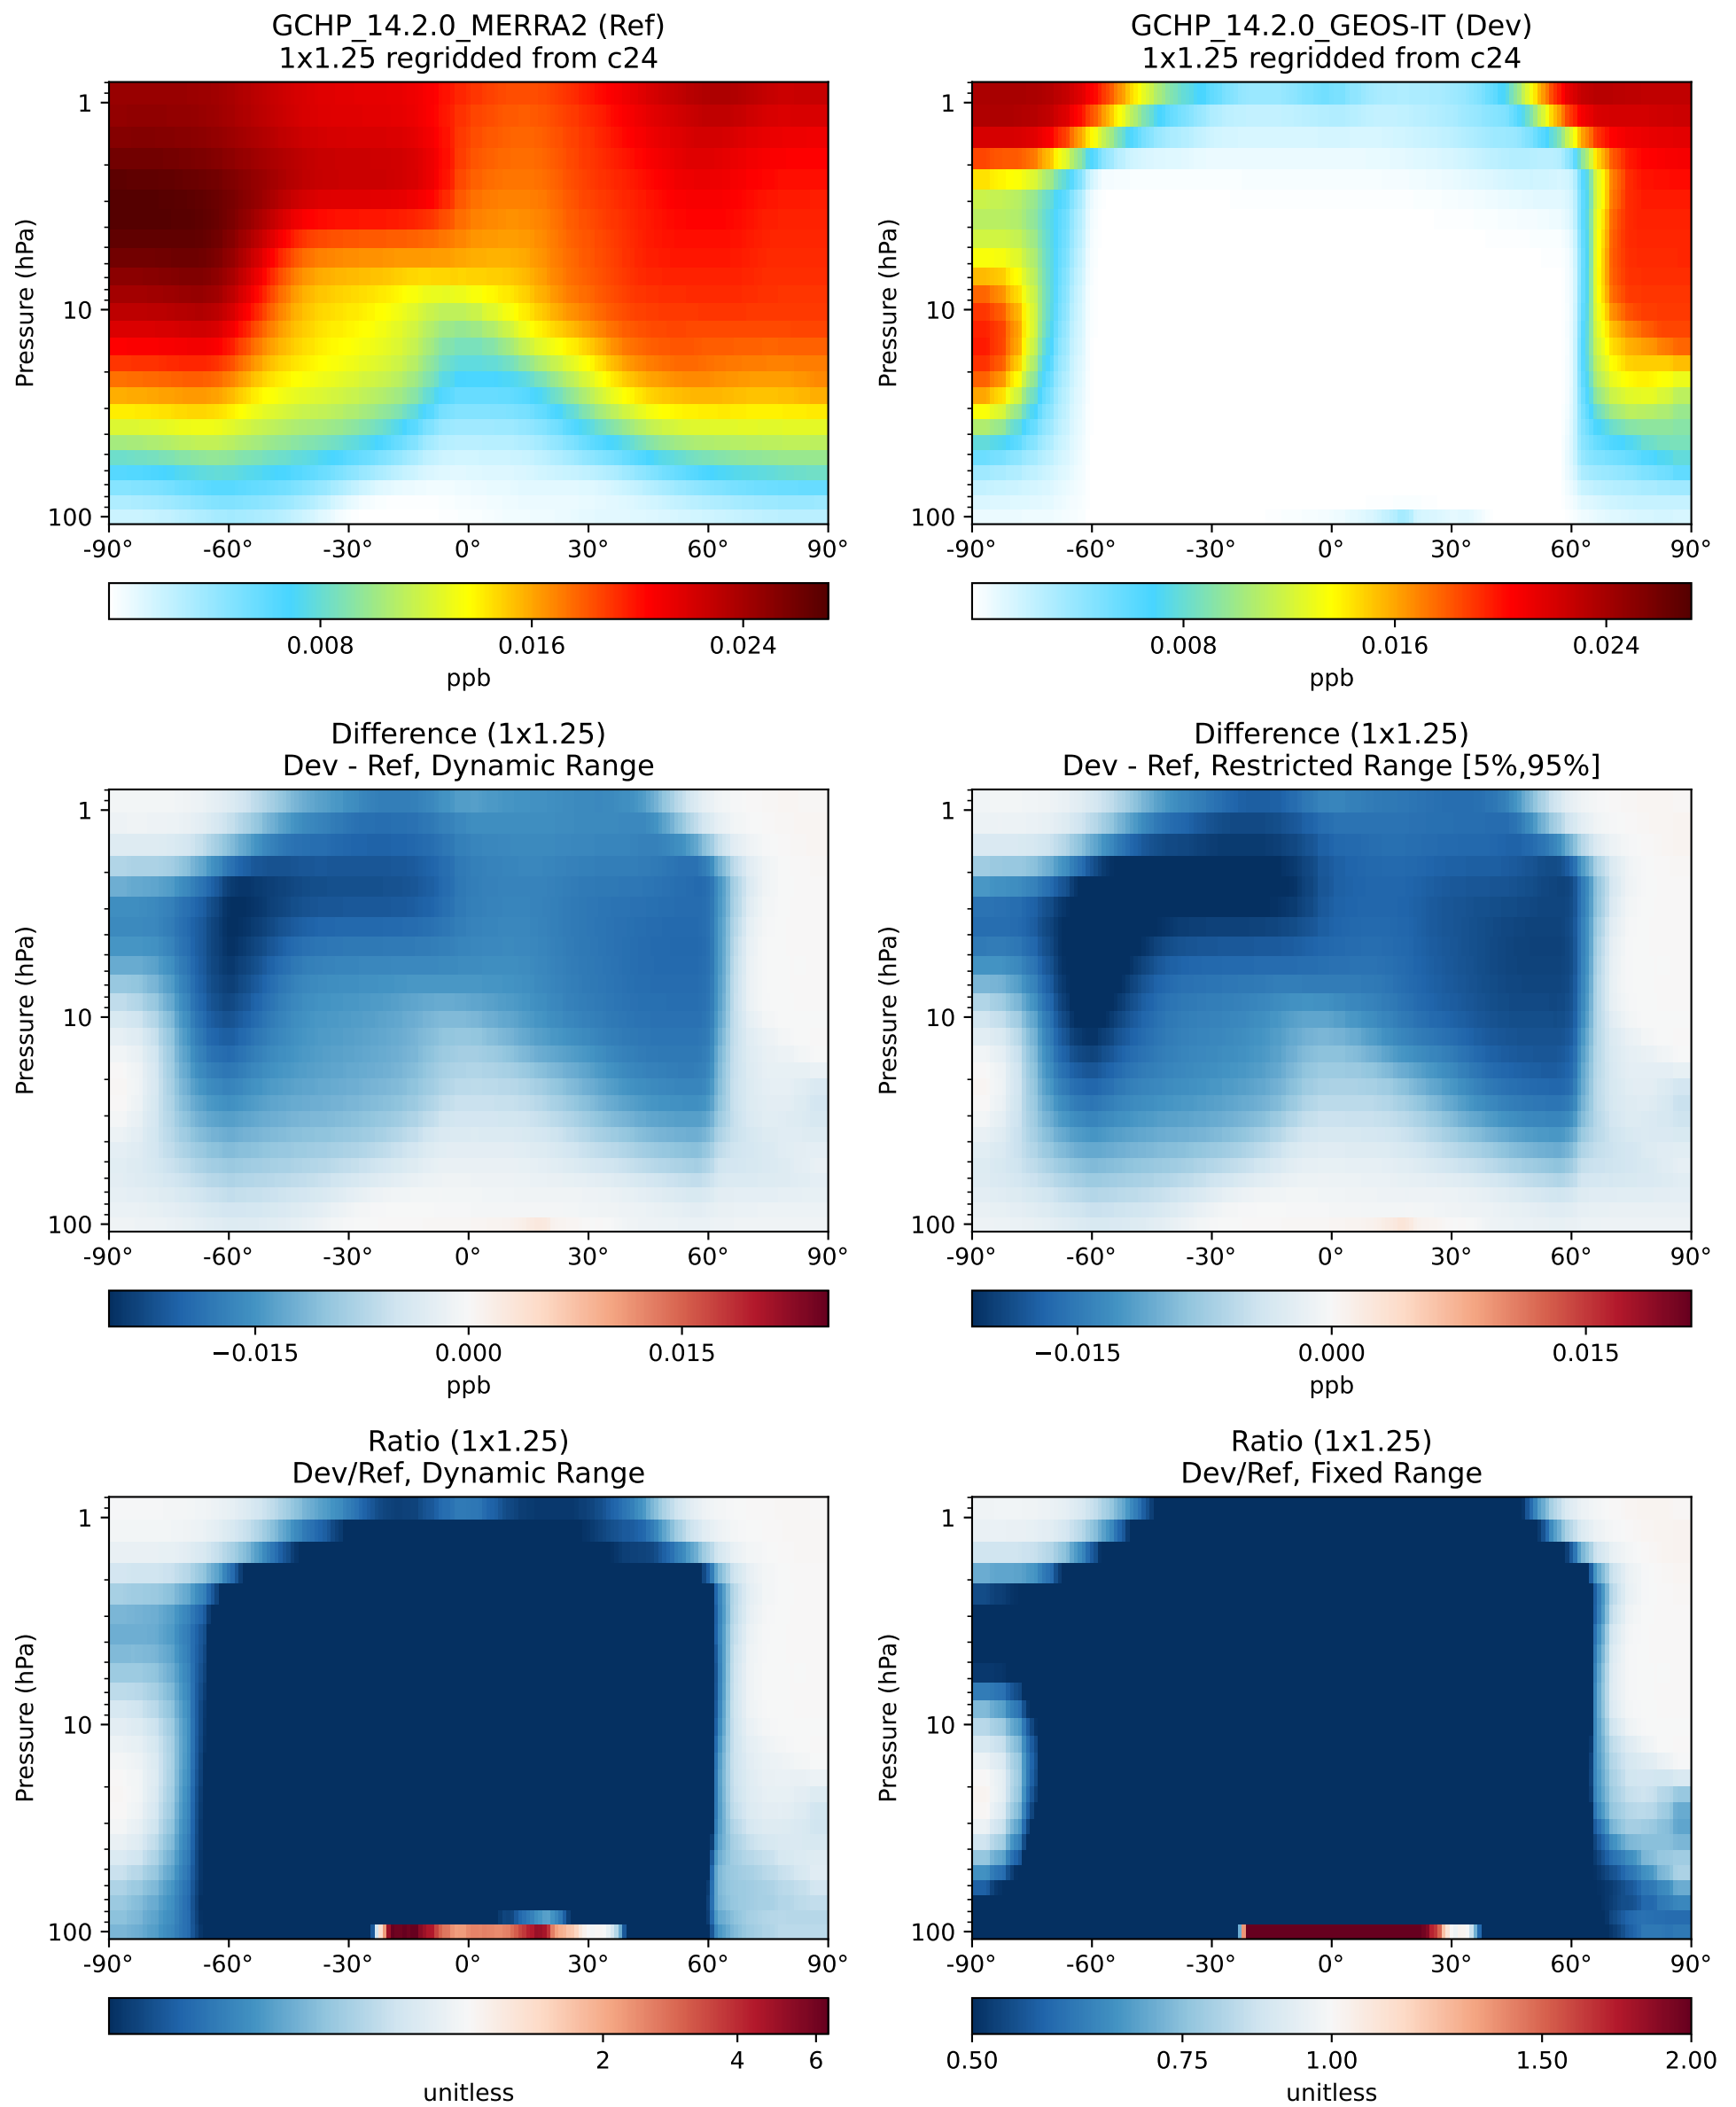 GCHP_14.2.0_MERRA2 (Ref)
1x1.25 regridded from c24
Pressure (hPa)
1
10
100
-90° -60° -30° 0° 30° 60° 90°
0.008 0.016 0.024
ppb
GCHP_14.2.0_GEOS-IT (Dev)
1x1.25 regridded from c24
Pressure (hPa)
1
10
100
-90° -60° -30° 0° 30° 60° 90°
0.008 0.016 0.024
ppb
Difference (1x1.25)
Dev - Ref, Dynamic Range
Pressure (hPa)
1
10
100
-90° -60° -30° 0° 30° 60° 90°
−0.015 0.000 0.015
ppb
Difference (1x1.25)
Dev - Ref, Restricted Range [5%,95%]
Pressure (hPa)
1
10
100
-90° -60° -30° 0° 30° 60° 90°
−0.015 0.000 0.015
ppb
Ratio (1x1.25)
Dev/Ref, Dynamic Range
Pressure (hPa)
1
10
100
-90° -60° -30° 0° 30° 60° 90°
2 4 6
unitless
Ratio (1x1.25)
Dev/Ref, Fixed Range
Pressure (hPa)
1
10
100
-90° -60° -30° 0° 30° 60° 90°
0.50 0.75 1.00 1.50 2.00
unitless